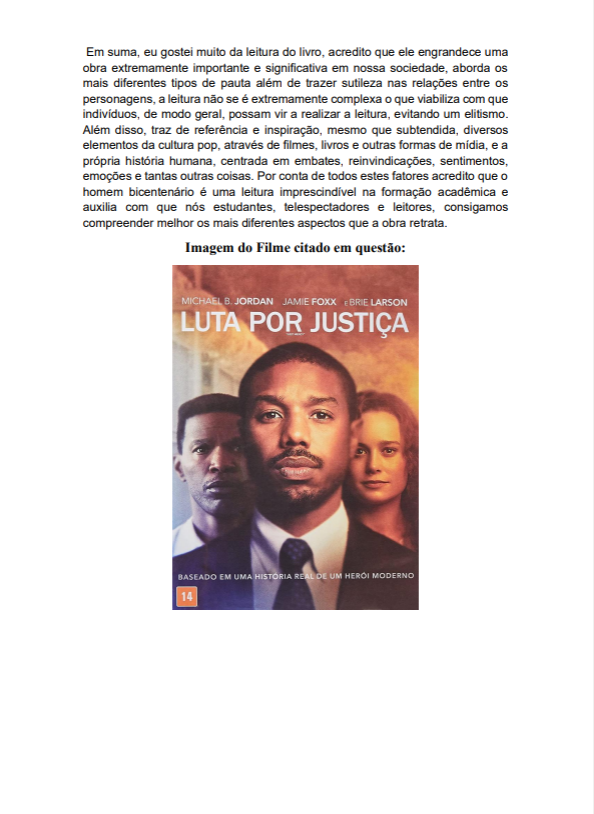 Em suma, eu gostei muito da leitura do livro, acredito que ele engrandece uma
obra extremamente importante e significativa em nossa sociedade, aborda os
mais diferentes tipos de pauta além de trazer sutileza nas relações entre os
personagens, a leitura não se é extremamente complexa o que viabiliza com que
indivíduos, de modo geral, possam vir a realizar a leitura, evitando um elitismo.
Além disso, traz de referência e inspiração, mesmo que subtendida, diversos
elementos da cultura pop, através de filmes, livros e outras formas de mídia, e a
própria história humana, centrada em embates, reinvindicações, sentimentos,
emoções e tantas outras coisas. Por conta de todos estes fatores acredito que o
homem bicentenário é uma leitura imprescindível na formação acadêmica e
auxilia com que nós estudantes, telespectadores e leitores, consigamos
compreender melhor os mais diferentes aspectos que a obra retrata.
Imagem do Filme citado em questão:
MICHAEL B. JORDAN JAMIE FOXX E BRIE LARSON
LUTA POR JUSTIÇA
BASEADO EM UMA HISTÓRIA REAL DE UM HERÓI MODERNO
14